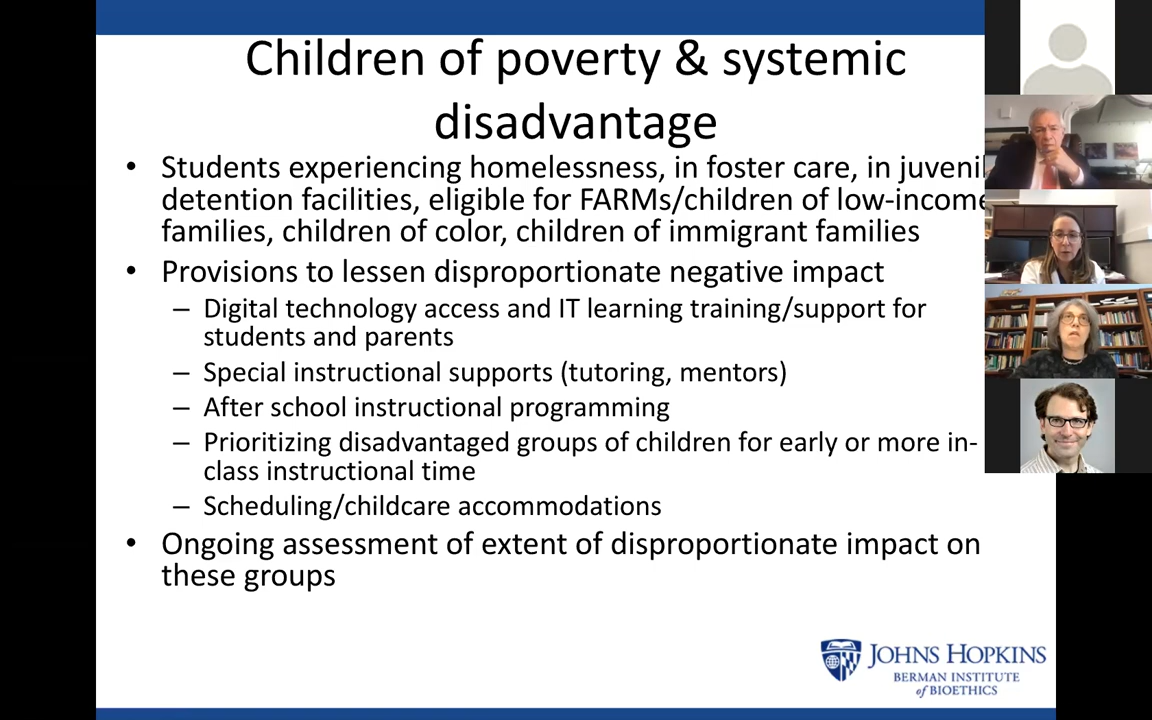 Children of poverty & systemic
disadvantage
• Students experiencing homelessness, in foster care, in juveni
detention facilities, eligible for FARMs/children of low-income
families, children of color, children of immigrant families
• Provisions to lessen disproportionate negative impact
– Digital technology access and IT learning training/support for
students and parents
– Special instructional supports (tutoring, mentors)
– After school instructional programming
– Prioritizing disadvantaged groups of children for early or more in-
class instructional time
– Scheduling/childcare accommodations
• Ongoing assessment of extent of disproportionate impact on
these groups
JOHNS HOPKINS
BERMAN INSTITUTE
of BIOETHICS